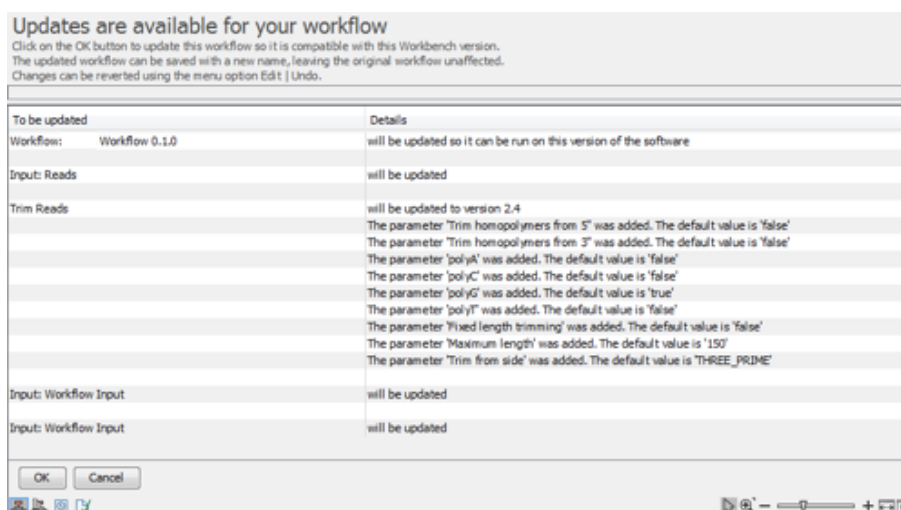 Updates are available for your workflow
Click on the OK button to update this workflow so it is compatible with this Workbench version.
The updated workflow can be saved with a new name, leaving the original workflow unaffected.
Changes can be reverted using the menu option Edit | Undo.
To be updated Details
Workflow: Workflow 0.1.0 will be updated so it can be run on this version of the software
Input: Reads will be updated
Trim Reads will be updated to version 2.4
The parameter 'Trim homopolymers from 5'' was added. The default value is 'false'
The parameter 'Trim homopolymers from 3'' was added. The default value is 'false'
The parameter 'polyA' was added. The default value is 'false'
The parameter 'polyC' was added. The default value is 'false'
The parameter 'polyG' was added. The default value is 'true'
The parameter 'polyT' was added. The default value is 'false'
The parameter 'Fixed length trimming' was added. The default value is 'false'
The parameter 'Maximum length' was added. The default value is '150'
The parameter 'Trim from side' was added. The default value is 'THREE_PRIME'
Input: Workflow Input will be updated
Input: Workflow Input will be updated
OK Cancel